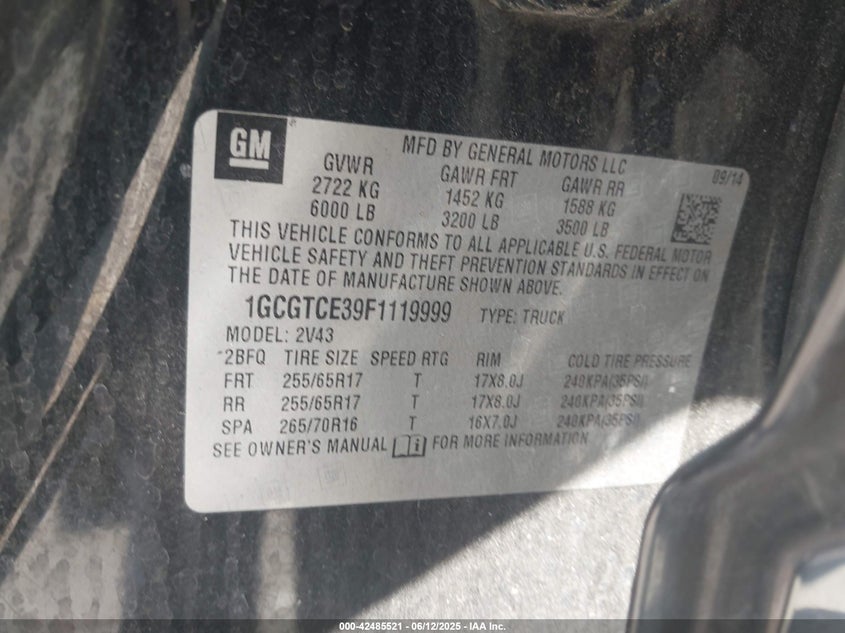 GM
MFD BY GENERAL MOTORS LLC
09/14
GVWR GAWR FRT GAWR RR
2722 KG 1452 KG 1588 KG
6000 LB 3200 LB 3500 LB
THIS VEHICLE CONFORMS TO ALL APPLICABLE U.S. FEDERAL MOTOR
VEHICLE SAFETY AND THEFT PREVENTION STANDARDS IN EFFECT ON
THE DATE OF MANUFACTURE SHOWN ABOVE.
1GCGTCE39F1119999 TYPE: TRUCK
MODEL: 2V43
2BFQ TIRE SIZE SPEED RTG RIM COLD TIRE PRESSURE
FRT 255/65R17 T 17X8.0J 240KPA(35PSI)
RR 255/65R17 T 17X8.0J 240KPA(35PSI)
SPA 265/70R16 T 16X7.0J 240KPA(35PSI)
SEE OWNER'S MANUAL i FOR MORE INFORMATION
000-42485521 - 06/12/2025 - IAA Inc.